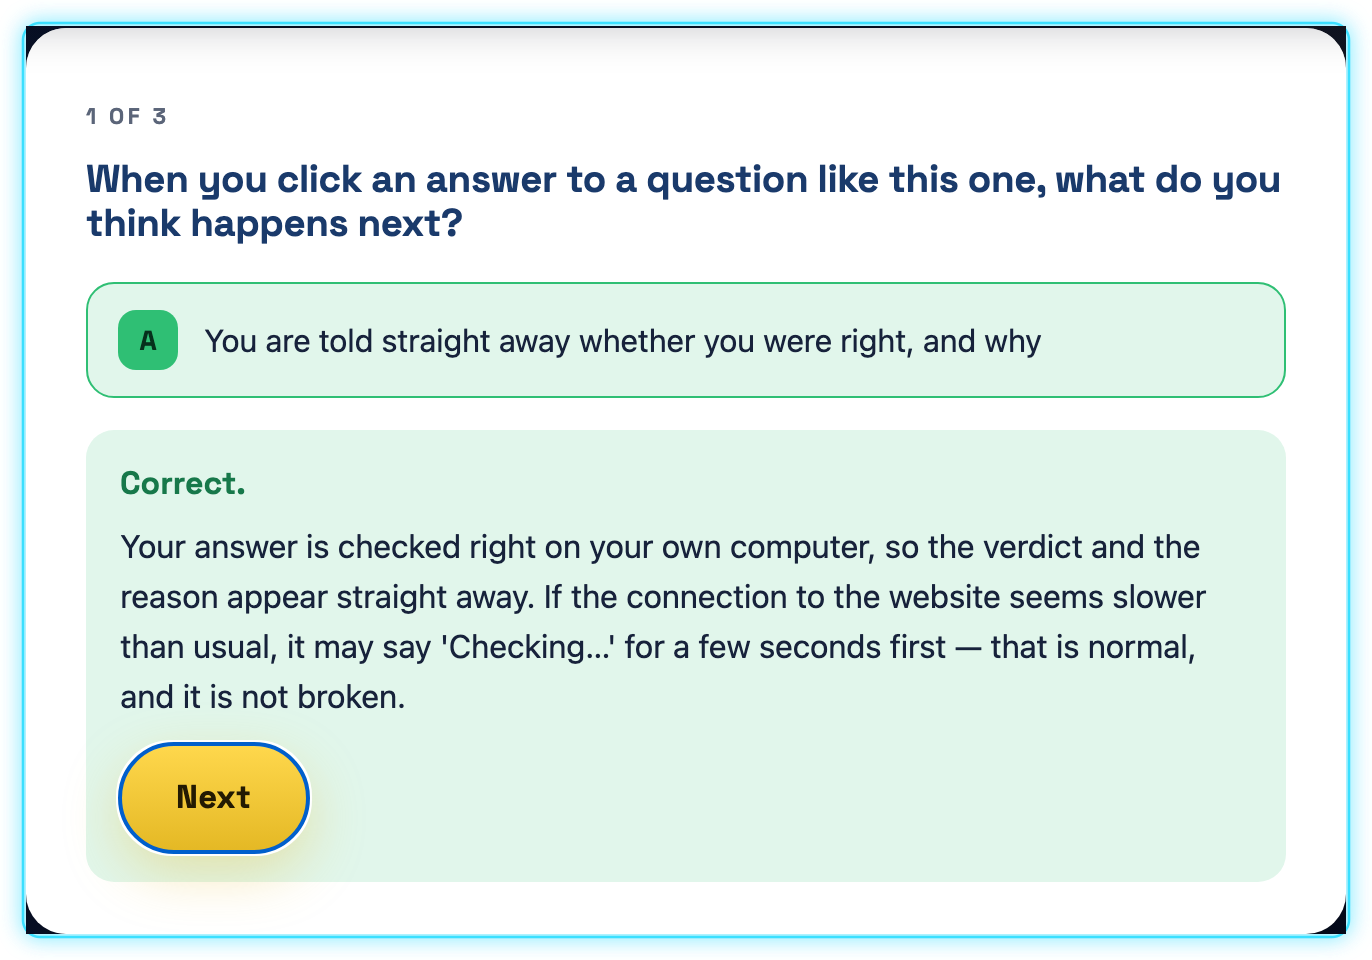 1 OF 3
When you click an answer to a question like this one, what do you
think happens next?
A You are told straight away whether you were right, and why
Correct.
Your answer is checked right on your own computer, so the verdict and the
reason appear straight away. If the connection to the website seems slower
than usual, it may say 'Checking...' for a few seconds first — that is normal,
and it is not broken.
Next